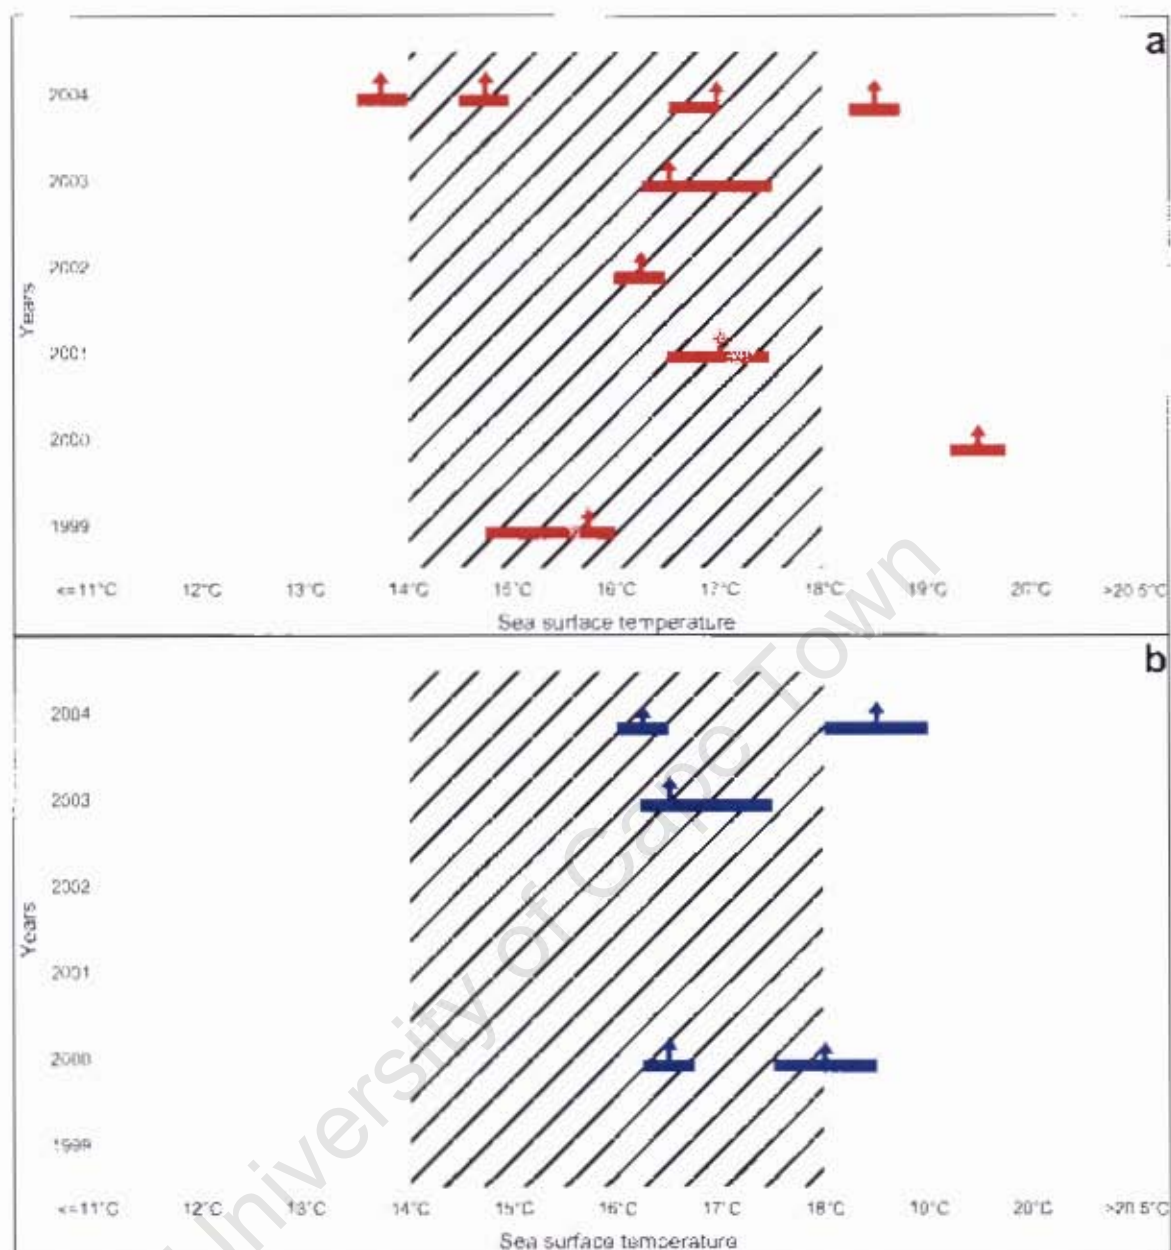 a
2004
2003
2002
2001
2000
1999
Years
<=11°C 12°C 13°C 14°C 15°C 16°C 17°C 18°C 19°C 20°C >20.5°C
Sea surface temperature
b
2004
2003
2002
2001
2000
1999
Years
<=11°C 12°C 13°C 14°C 15°C 16°C 17°C 18°C 19°C 20°C >20.5°C
Sea surface temperature
University of Cape Town